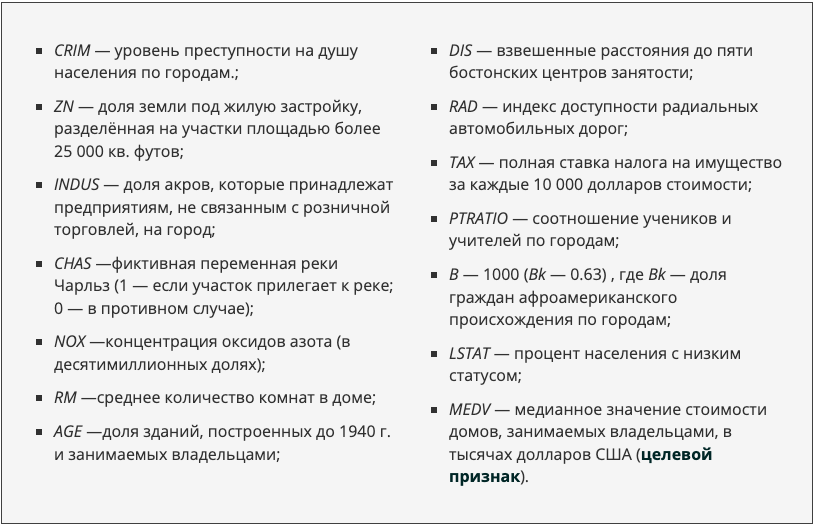 CRIM — уровень преступности на душу
населения по городам.;
ZN — доля земли под жилую застройку,
разделённая на участки площадью более
25 000 кв. футов;
INDUS — доля акров, которые принадлежат
предприятиям, не связанным с розничной
торговлей, на город;
CHAS —фиктивная переменная реки
Чарльз (1 — если участок прилегает к реке;
0 — в противном случае);
NOX —концентрация оксидов азота (в
десятимиллионных долях);
RM —среднее количество комнат в доме;
AGE —доля зданий, построенных до 1940 г.
и занимаемых владельцами;
DIS — взвешенные расстояния до пяти
бостонских центров занятости;
RAD — индекс доступности радиальных
автомобильных дорог;
TAX — полная ставка налога на имущество
за каждые 10 000 долларов стоимости;
PTRATIO — соотношение учеников и
учителей по городам;
B — 1000 (Bk — 0.63) , где Bk — доля
граждан афроамериканского
происхождения по городам;
LSTAT — процент населения с низким
статусом;
MEDV — медианное значение стоимости
домов, занимаемых владельцами, в
тысячах долларов США (целевой
признак).